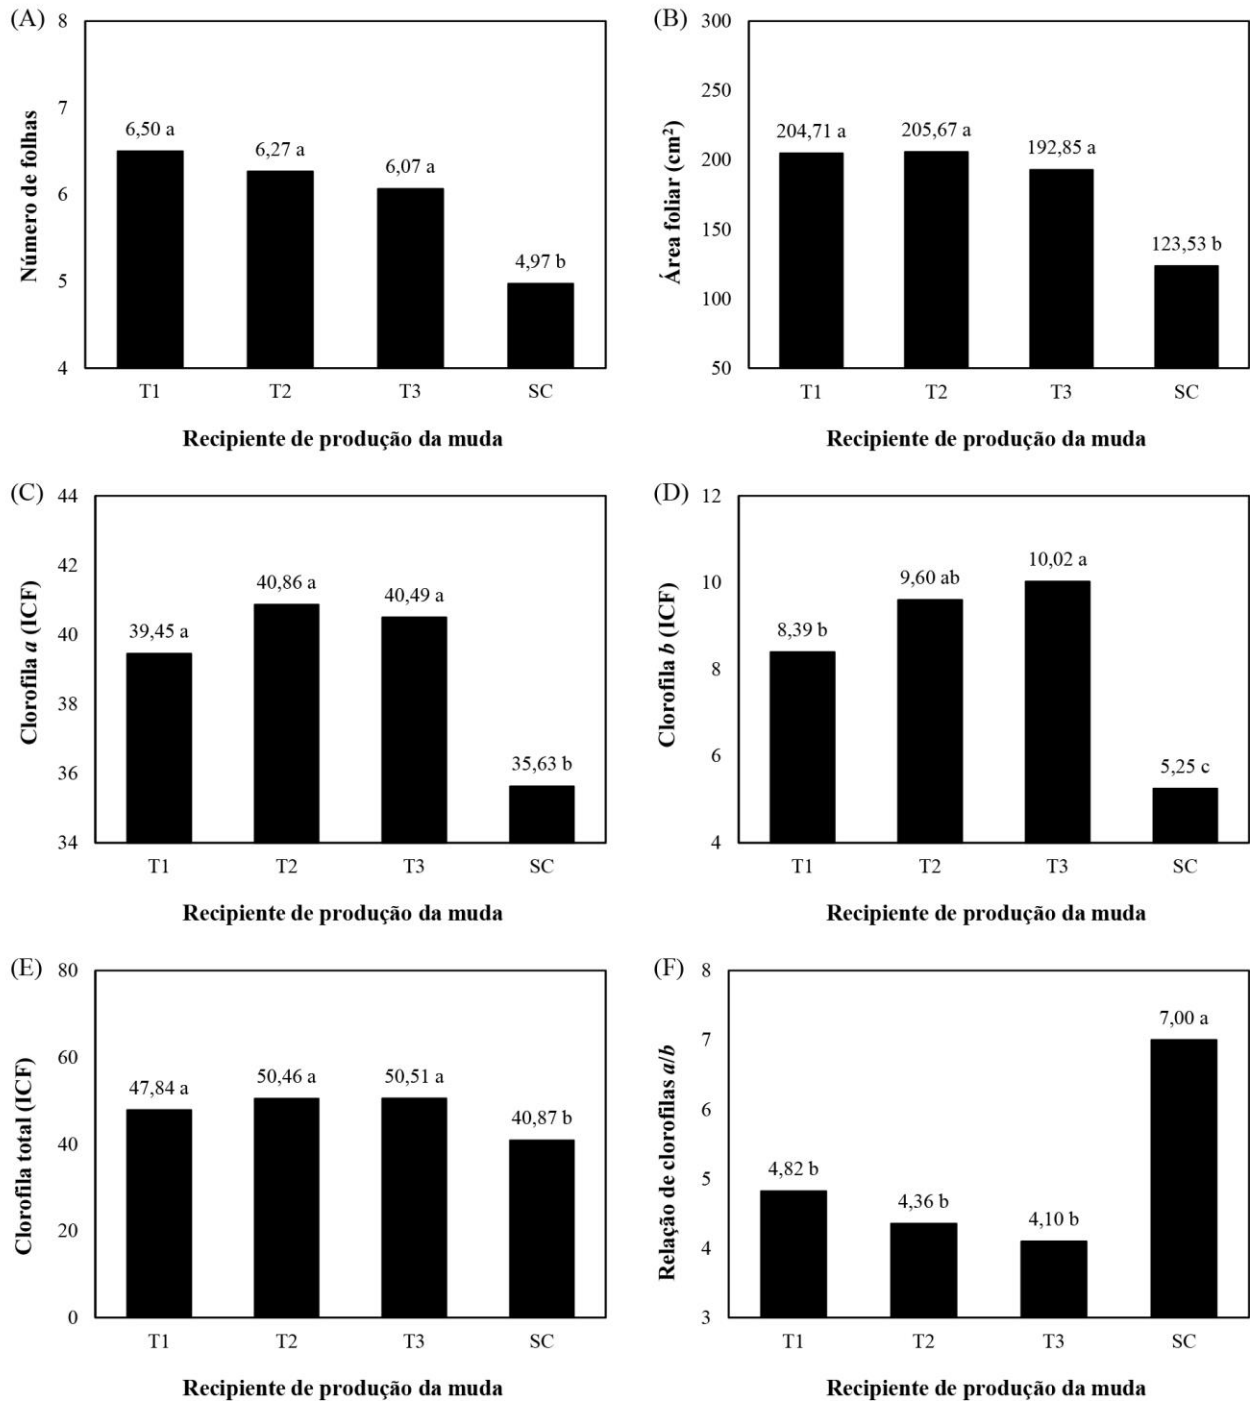 (A)
Número de folhas
8
7
6
5
4
6,50 a
6,27 a
6,07 a
4,97 b
T1 T2 T3 SC
Recipiente de produção da muda
(B)
Área foliar (cm²)
300
250
200
150
100
50
204,71 a
205,67 a
192,85 a
123,53 b
T1 T2 T3 SC
Recipiente de produção da muda
(C)
Clorofila a (ICF)
44
42
40
38
36
34
39,45 a
40,86 a
40,49 a
35,63 b
T1 T2 T3 SC
Recipiente de produção da muda
(D)
Clorofila b (ICF)
12
10
8
6
4
8,39 b
9,60 ab
10,02 a
5,25 c
T1 T2 T3 SC
Recipiente de produção da muda
(E)
Clorofila total (ICF)
80
60
40
20
0
47,84 a
50,46 a
50,51 a
40,87 b
T1 T2 T3 SC
Recipiente de produção da muda
(F)
Relação de clorofilas a/b
8
7
6
5
4
3
4,82 b
4,36 b
4,10 b
7,00 a
T1 T2 T3 SC
Recipiente de produção da muda